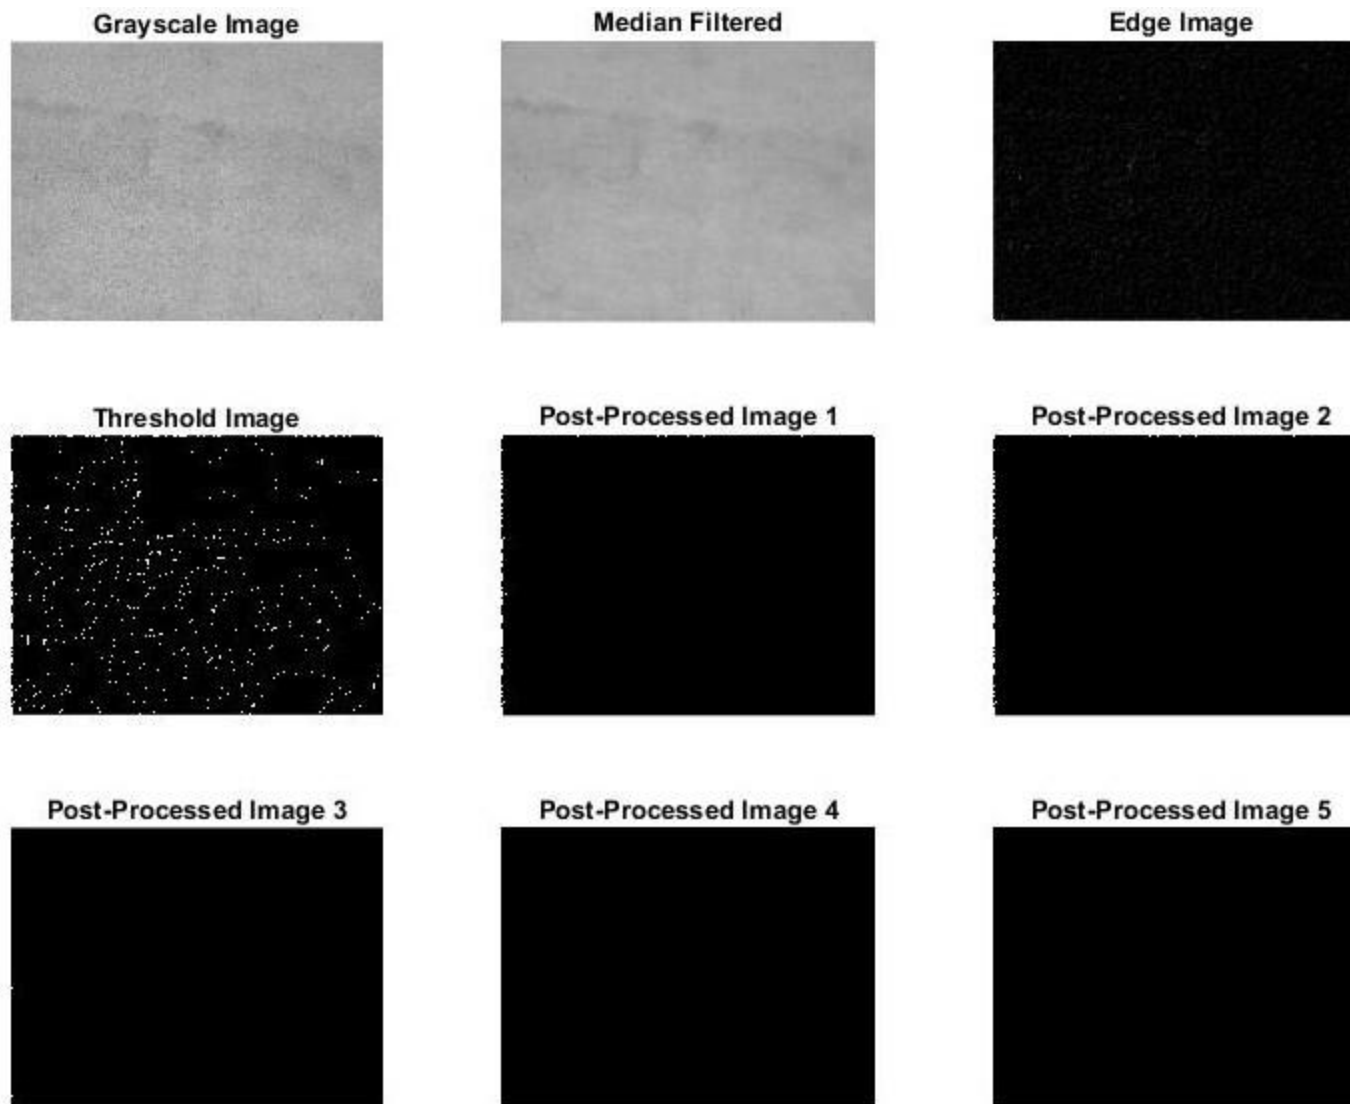 Grayscale Image
Median Filtered
Edge Image
Threshold Image
Post-Processed Image 1
Post-Processed Image 2
Post-Processed Image 3
Post-Processed Image 4
Post-Processed Image 5